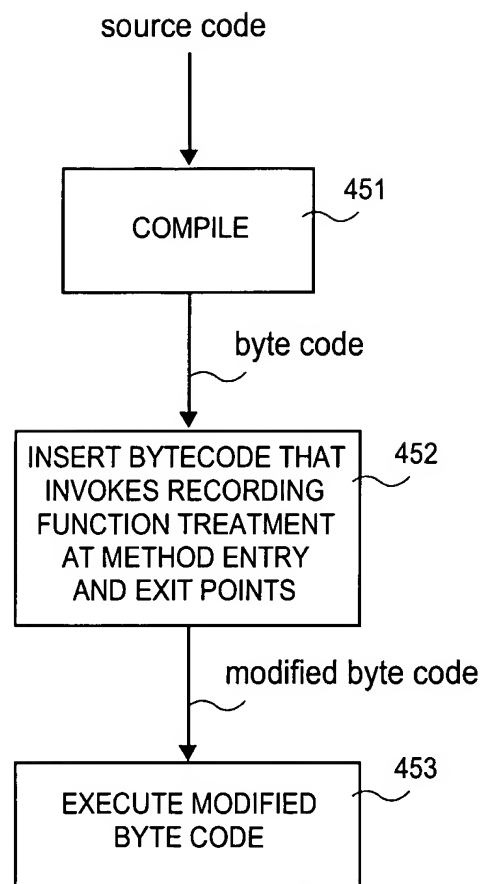 source code
451
COMPILE
byte code
INSERT BYTECODE THAT
INVOKES RECORDING
FUNCTION TREATMENT
AT METHOD ENTRY
AND EXIT POINTS
452
modified byte code
453
EXECUTE MODIFIED
BYTE CODE